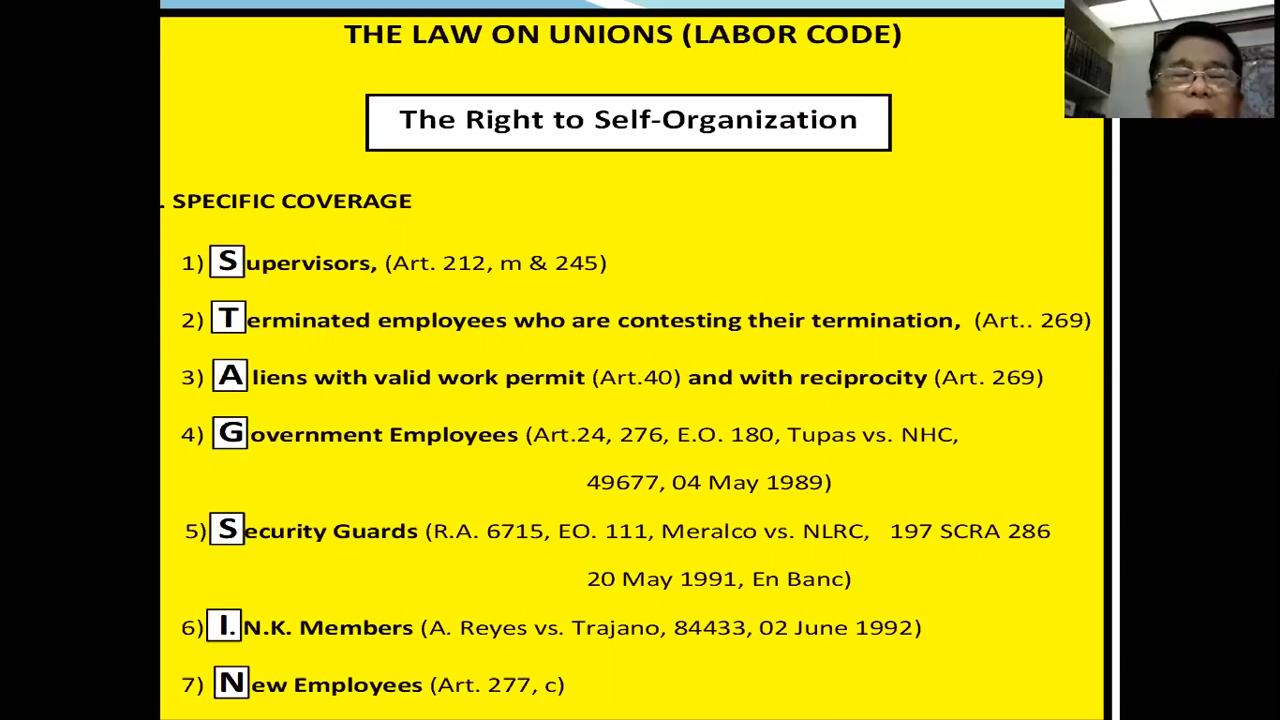 THE LAW ON UNIONS (LABOR CODE)
The Right to Self-Organization
. SPECIFIC COVERAGE
1) Supervisors, (Art. 212, m & 245)
2) Terminated employees who are contesting their termination, (Art.. 269)
3) Aliens with valid work permit (Art.40) and with reciprocity (Art. 269)
4) Government Employees (Art.24, 276, E.O. 180, Tupas vs. NHC,
49677, 04 May 1989)
5) Security Guards (R.A. 6715, EO. 111, Meralco vs. NLRC, 197 SCRA 286
20 May 1991, En Banc)
6) I.N.K. Members (A. Reyes vs. Trajano, 84433, 02 June 1992)
7) New Employees (Art. 277, c)